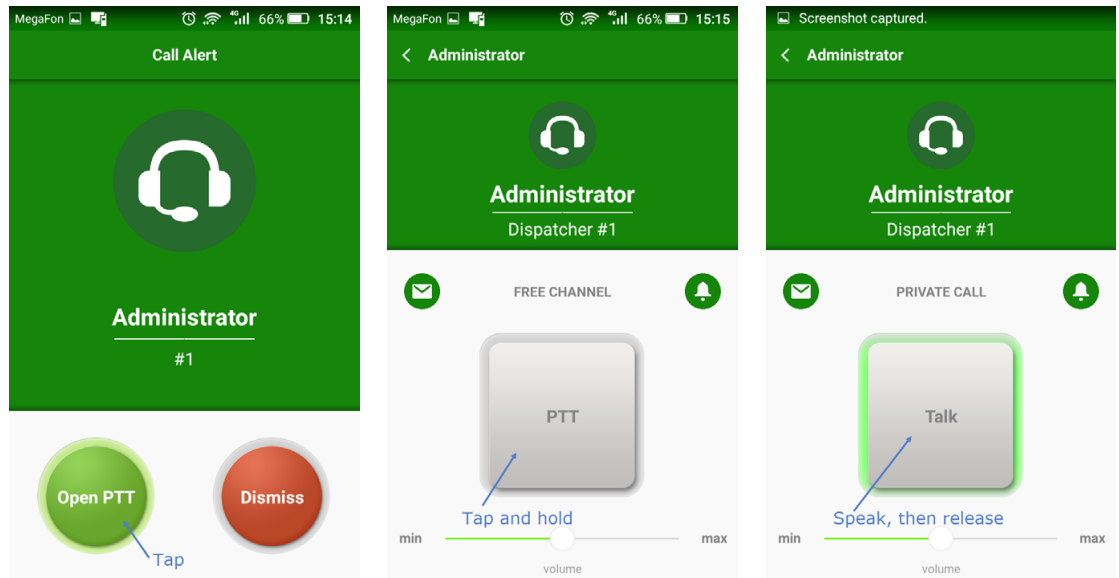 MegaFon 4G 66% 15:14
Call Alert
Administrator
#1
Open PTT
Dismiss
Tap
MegaFon 4G 66% 15:15
Administrator
Administrator
Dispatcher #1
FREE CHANNEL
PTT
Tap and hold
min
max
volume
Screenshot captured.
Administrator
Administrator
Dispatcher #1
PRIVATE CALL
Talk
Speak, then release
min
max
volume